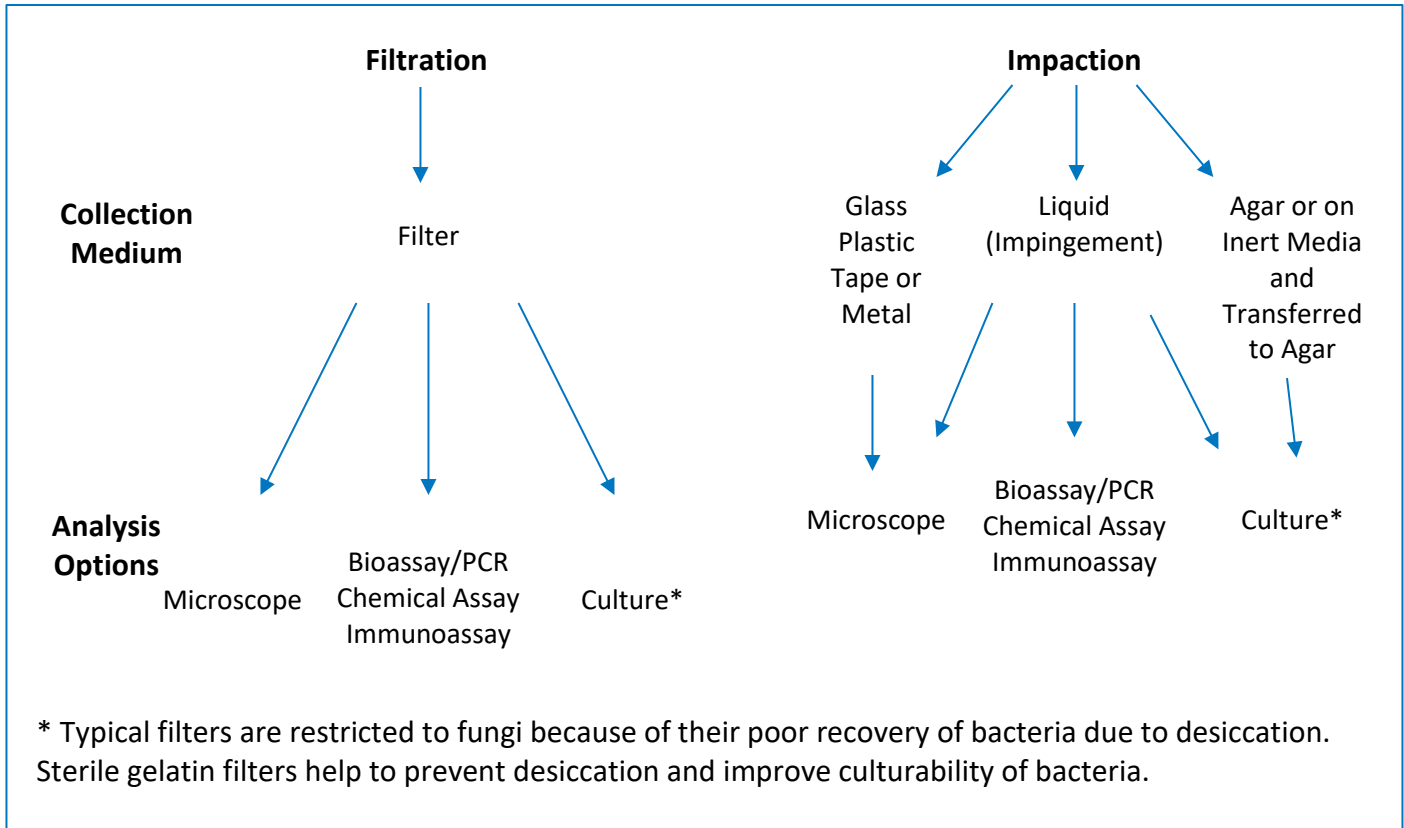 Filtration
Impaction
Collection
Medium
Filter
Glass
Plastic
Tape or
Metal
Liquid
(Impingement)
Agar or on
Inert Media
and
Transferred
to Agar
Analysis
Options
Microscope
Bioassay/PCR
Chemical Assay
Immunoassay
Culture*
Microscope
Bioassay/PCR
Chemical Assay
Immunoassay
Culture*
* Typical filters are restricted to fungi because of their poor recovery of bacteria due to desiccation.
Sterile gelatin filters help to prevent desiccation and improve culturability of bacteria.